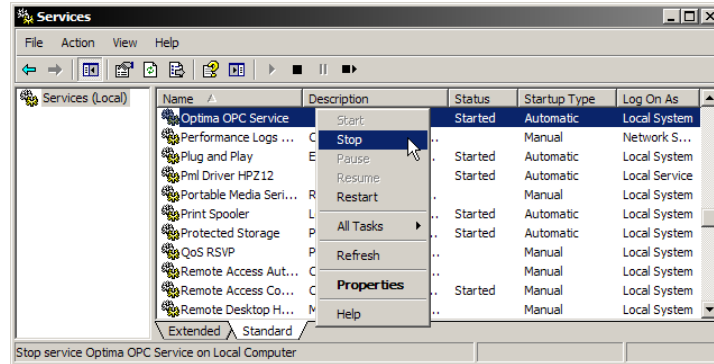 Services
File Action View Help
Services (Local)
Name Description Status Startup Type Log On As
Optima OPC Service Started Automatic Local System
Performance Logs ... C .. Manual Network S...
Plug and Play E . Started Automatic Local System
Pml Driver HPZ12 Started Automatic Local Service
Portable Media Seri... R . Manual Local System
Print Spooler L . Started Automatic Local System
Protected Storage P .. Started Automatic Local System
QoS RSVP P .. Manual Local System
Remote Access Aut... C .. Manual Local System
Remote Access Co... C .. Started Manual Local System
Remote Desktop H... M .. Manual Local System
Start
Stop
Pause
Resume
Restart
All Tasks
Refresh
Properties
Help
Extended Standard
Stop service Optima OPC Service on Local Computer